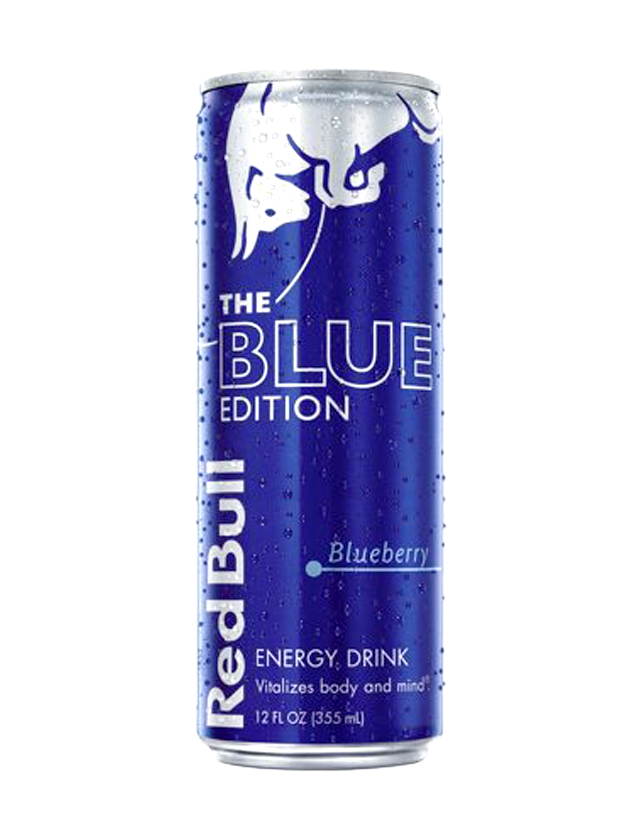 THE
BLUE
EDITION
Red Bull
Blueberry
ENERGY DRINK
Vitalizes body and mind®
12 FL OZ (355 mL)